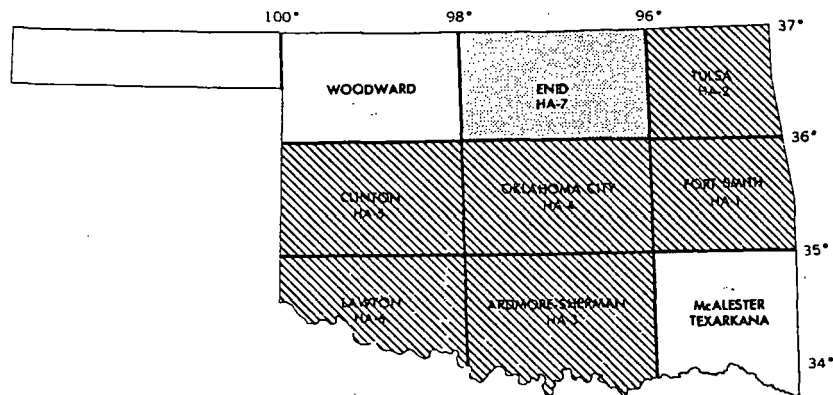 100° 98° 96° 37°
WOODWARD
ENID
HA-7
TULSA
HA-2
36°
CLINTON
HA-5
OKLAHOMA CITY
HA-4
FORT SMITH
HA-1
35°
LAWTON
HA-6
ARDMORE-SHERMAN
HA-3
McALESTER
TEXARKANA
34°